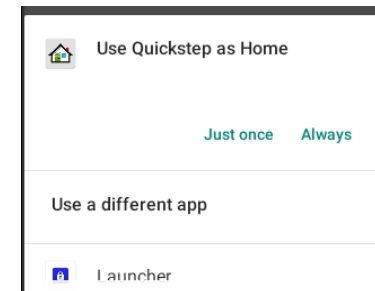 Use Quickstep as Home
Just once Always
Use a different app
Launcher